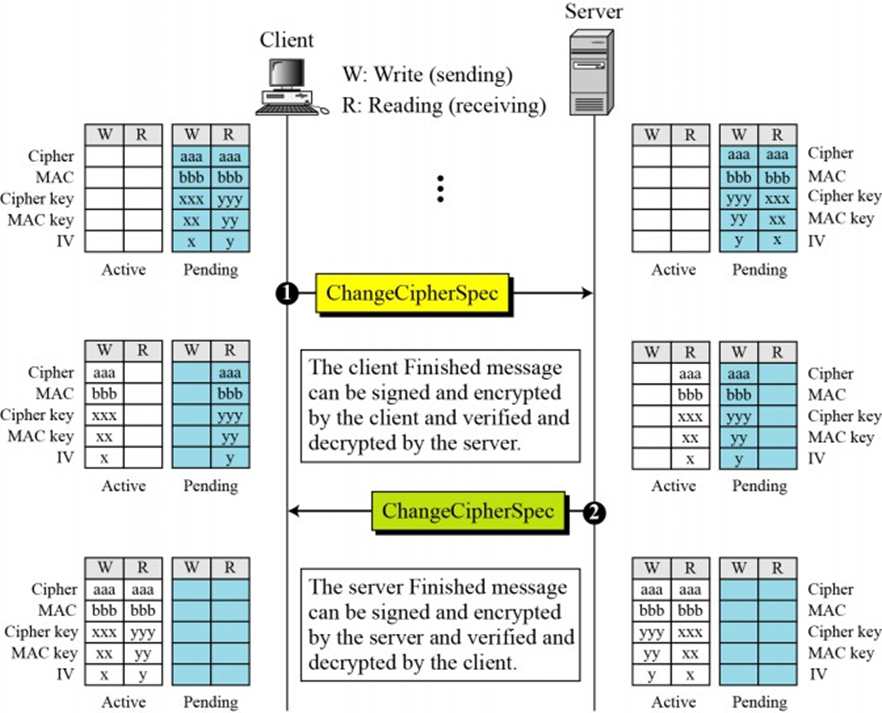 Server
Client
W: Write (sending)
R: Reading (receiving)
W R W R
Cipher aaa aaa
MAC bbb bbb
Cipher key xxx yyy
MAC key xx yy
IV x y
Active Pending
W R W R
aaa aaa Cipher
bbb bbb MAC
yyy xxx Cipher key
yy xx MAC key
y x IV
Active Pending
1 ChangeCipherSpec
W R W R
Cipher aaa aaa
MAC bbb bbb
Cipher key xxx yyy
MAC key xx yy
IV x y
Active Pending
The client Finished message
can be signed and encrypted
by the client and verified and
decrypted by the server.
W R W R
aaa aaa Cipher
bbb bbb MAC
xxx yyy Cipher key
xx yy MAC key
x y IV
Active Pending
ChangeCipherSpec 2
W R W R
Cipher aaa aaa
MAC bbb bbb
Cipher key xxx yyy
MAC key xx yy
IV x y
Active Pending
The server Finished message
can be signed and encrypted
by the server and verified and
decrypted by the client.
W R W R
aaa aaa Cipher
bbb bbb MAC
yyy xxx Cipher key
yy xx MAC key
y x IV
Active Pending